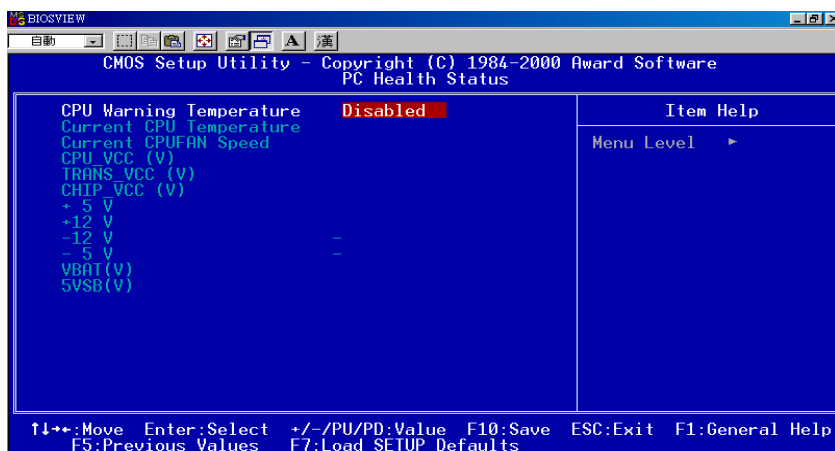 BIOSVIEW
自動 A 漢
CMOS Setup Utility - Copyright (C) 1984-2000 Award Software
PC Health Status
CPU Warning Temperature Disabled
Current CPU Temperature
Current CPUFAN Speed
CPU_VCC (V)
TRANS_VCC (V)
CHIP_VCC (V)
+ 5 V
+12 V
-12 V -
- 5 V -
VBAT(V)
5VSB(V)
Item Help
Menu Level ►
↑↓→←:Move Enter:Select +/-/PU/PD:Value F10:Save ESC:Exit F1:General Help
F5:Previous Values F7:Load SETUP Defaults